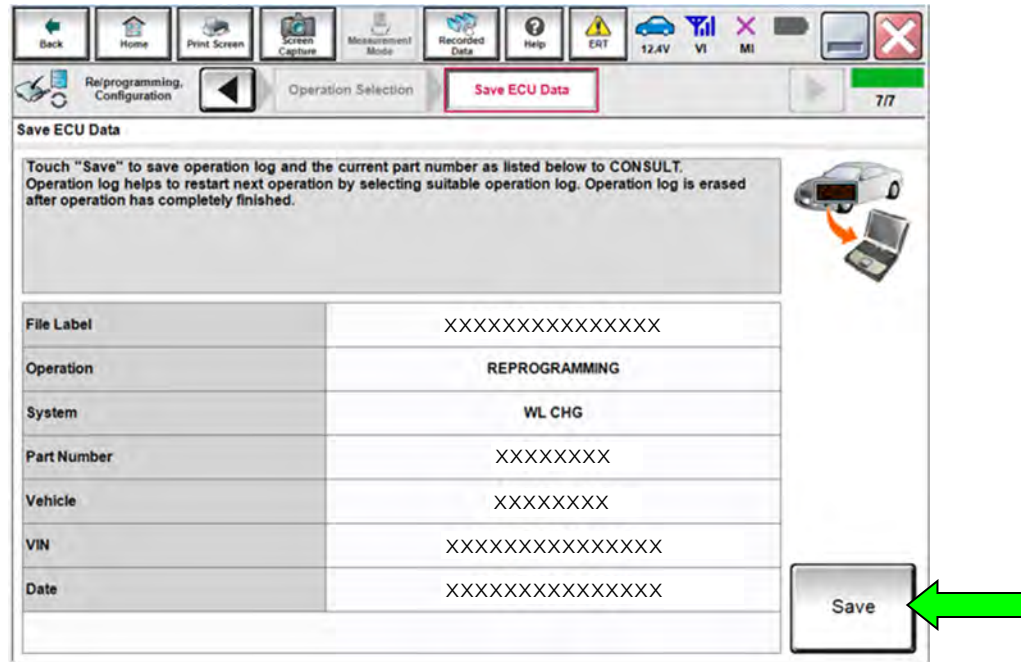 Back
Home
Print Screen
Screen Capture
Measurement Mode
Recorded Data
Help
ERT
12.4V
VI
MI
Re/programming, Configuration
Operation Selection
Save ECU Data
7/7
Save ECU Data
Touch "Save" to save operation log and the current part number as listed below to CONSULT.
Operation log helps to restart next operation by selecting suitable operation log. Operation log is erased
after operation has completely finished.
File Label XXXXXXXXXXXXXXX
Operation REPROGRAMMING
System WL CHG
Part Number XXXXXXXX
Vehicle XXXXXXXX
VIN XXXXXXXXXXXXXXX
Date XXXXXXXXXXXXXXX
Save